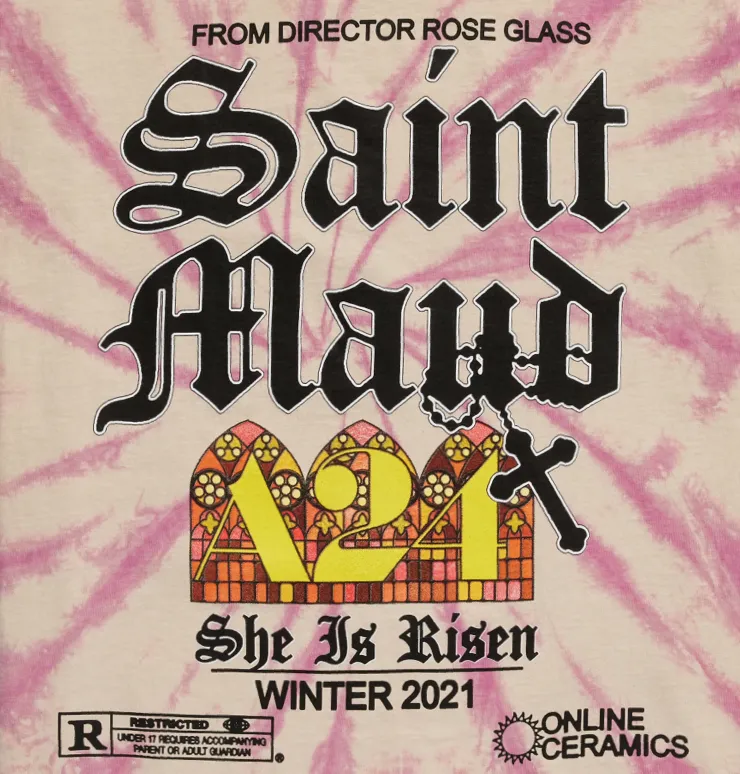 FROM DIRECTOR ROSE GLASS
Saint
Maud
A24
She Is Risen
WINTER 2021
R
RESTRICTED
UNDER 17 REQUIRES ACCOMPANYING
PARENT OR ADULT GUARDIAN
®
ONLINE
CERAMICS